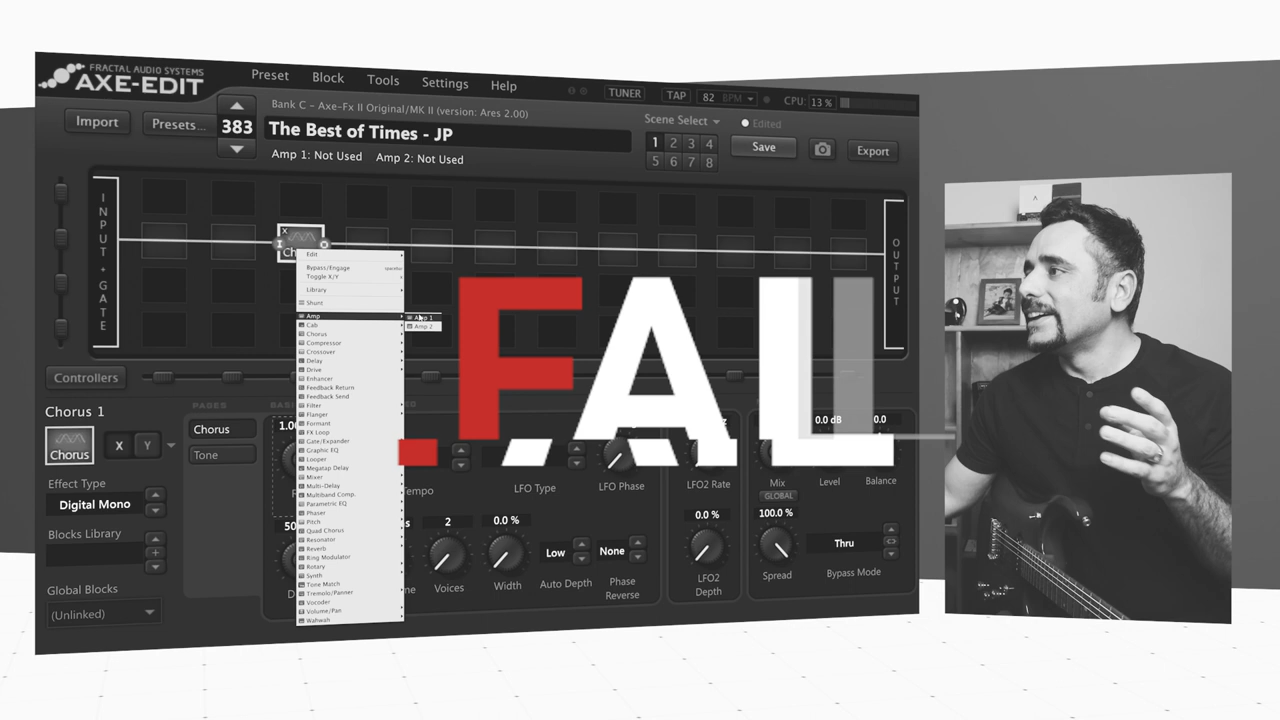 FRACTAL AUDIO SYSTEMS
AXE-EDIT
Preset Block Tools Settings Help
TUNER TAP 82 BPM CPU: 13 %
Import Presets... 383
Bank C - Axe-Fx II Original/MK II (version: Ares 2.00)
The Best of Times - JP
Amp 1: Not Used Amp 2: Not Used
Scene Select
1 2 3 4
5 6 7 8
Edited
Save
Export
INPUT + GATE
OUTPUT
X
Ch
Edit
Bypass/Engage
Toggle X/Y
Library
Shunt
Amp
Cab
Chorus
Compressor
Crossover
Delay
Drive
Enhancer
Feedback Return
Feedback Send
Filter
Flanger
Formant
FX Loop
Gate/Expander
Graphic EQ
Looper
Megatap Delay
Mixer
Multi-Delay
Multiband Comp.
Parametric EQ
Phaser
Pitch
Quad Chorus
Resonator
Reverb
Ring Modulator
Rotary
Synth
Tone Match
Tremolo/Panner
Vocoder
Volume/Pan
Wahwah
Amp 1
Amp 2
.FALL
Controllers
Chorus 1
Chorus
X Y
Effect Type
Digital Mono
Blocks Library
Global Blocks
(Unlinked)
PAGES
Chorus
Tone
Tempo
LFO Type
LFO Phase
LFO2 Rate
Mix
GLOBAL
0.0 dB
Level
0.0
Balance
2
Voices
0.0 %
Width
Low
Auto Depth
None
Phase
Reverse
0.0 %
LFO2
Depth
100.0 %
Spread
Thru
Bypass Mode